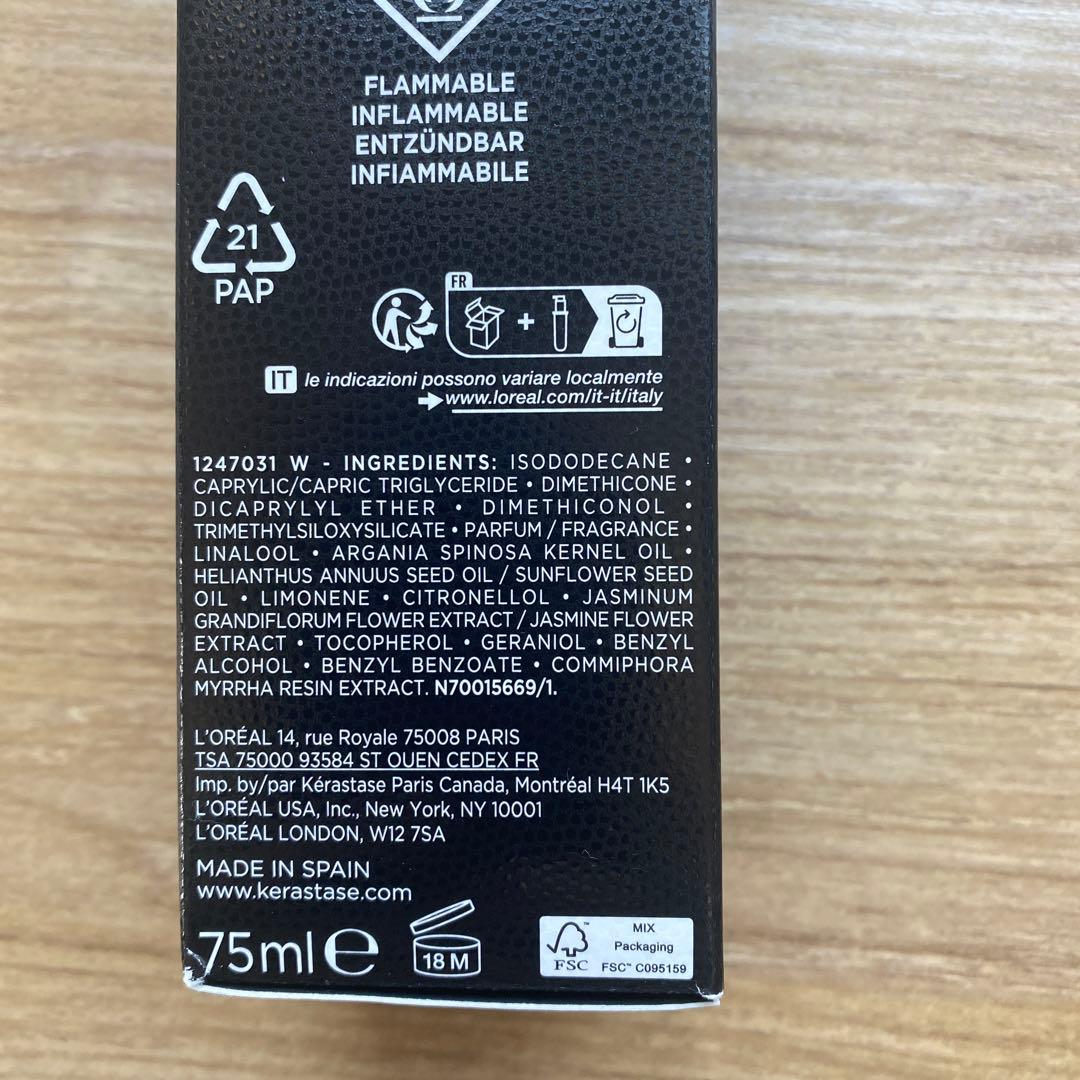 FLAMMABLE
INFLAMMABLE
ENTZÜNDBAR
INFIAMMABILE
21
PAP
FR
+
IT le indicazioni possono variare localmente
www.loreal.com/it-it/italy
1247031 W - INGREDIENTS: ISODODECANE •
CAPRYLIC/CAPRIC TRIGLYCERIDE • DIMETHICONE •
DICAPRYLYL ETHER • DIMETHICONOL •
TRIMETHYLSILOXYSILICATE • PARFUM / FRAGRANCE •
LINALOOL • ARGANIA SPINOSA KERNEL OIL •
HELIANTHUS ANNUUS SEED OIL / SUNFLOWER SEED
OIL • LIMONENE • CITRONELLOL • JASMINUM
GRANDIFLORUM FLOWER EXTRACT / JASMINE FLOWER
EXTRACT • TOCOPHEROL • GERANIOL • BENZYL
ALCOHOL • BENZYL BENZOATE • COMMIPHORA
MYRRHA RESIN EXTRACT. N70015669/1.
L'ORÉAL 14, rue Royale 75008 PARIS
TSA 75000 93584 ST OUEN CEDEX FR
Imp. by/par Kérastase Paris Canada, Montréal H4T 1K5
L'ORÉAL USA, Inc., New York, NY 10001
L'ORÉAL LONDON, W12 7SA
MADE IN SPAIN
www.kerastase.com
75ml e
18 M
FSC™
MIX
Packaging
FSC™ C095159